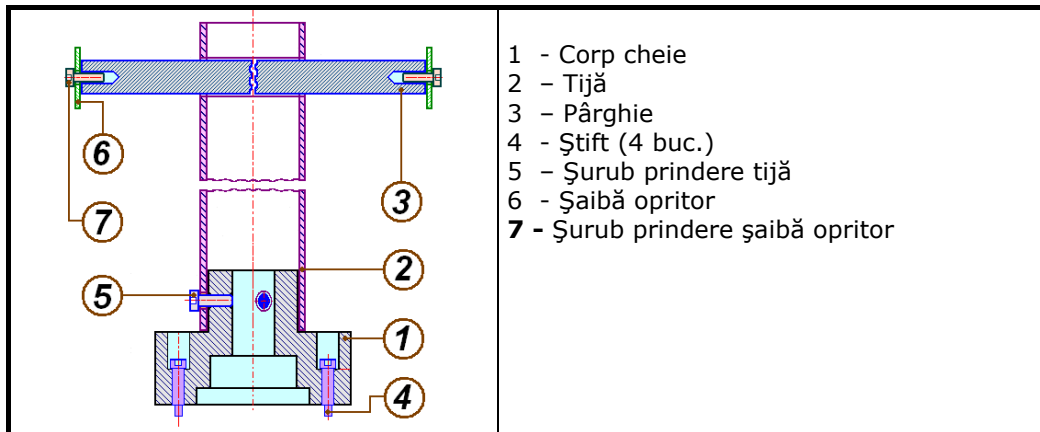 6
7
3
2
5
1
4
1 - Corp cheie
2 – Tijă
3 – Pârghie
4 - Ştift (4 buc.)
5 – Şurub prindere tijă
6 - Şaibă opritor
7 - Şurub prindere şaibă opritor